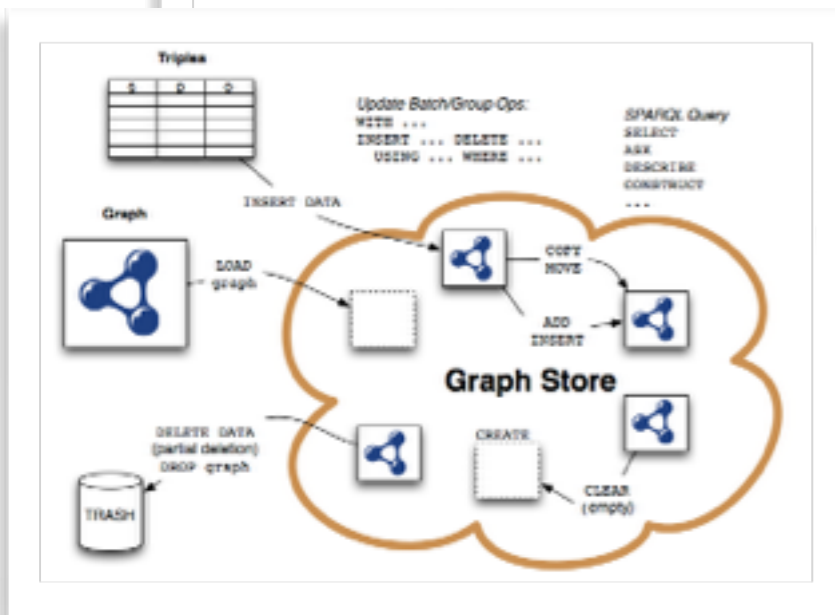 Triples
S P O
Update Batch/Group Ops:
WITH ...
INSERT ... DELETE ...
USING ... WHERE ...
SPARQL Query
SELECT
ASK
DESCRIBE
CONSTRUCT
...
INSERT DATA
Graph
LOAD
graph
COPY
MOVE
ADD
INSERT
Graph Store
DELETE DATA
(partial deletion)
DROP graph
TRASH
CREATE
CLEAR
(empty)